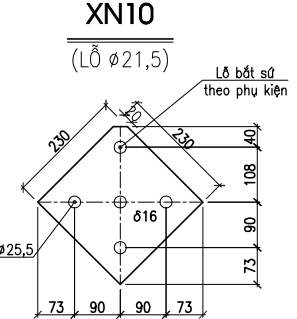 XN10
(LỖ ø21,5)
Lỗ bắt sứ
theo phụ kiện
20
230
230
40
108
δ16
ø25,5
90
73
73
90
90
73